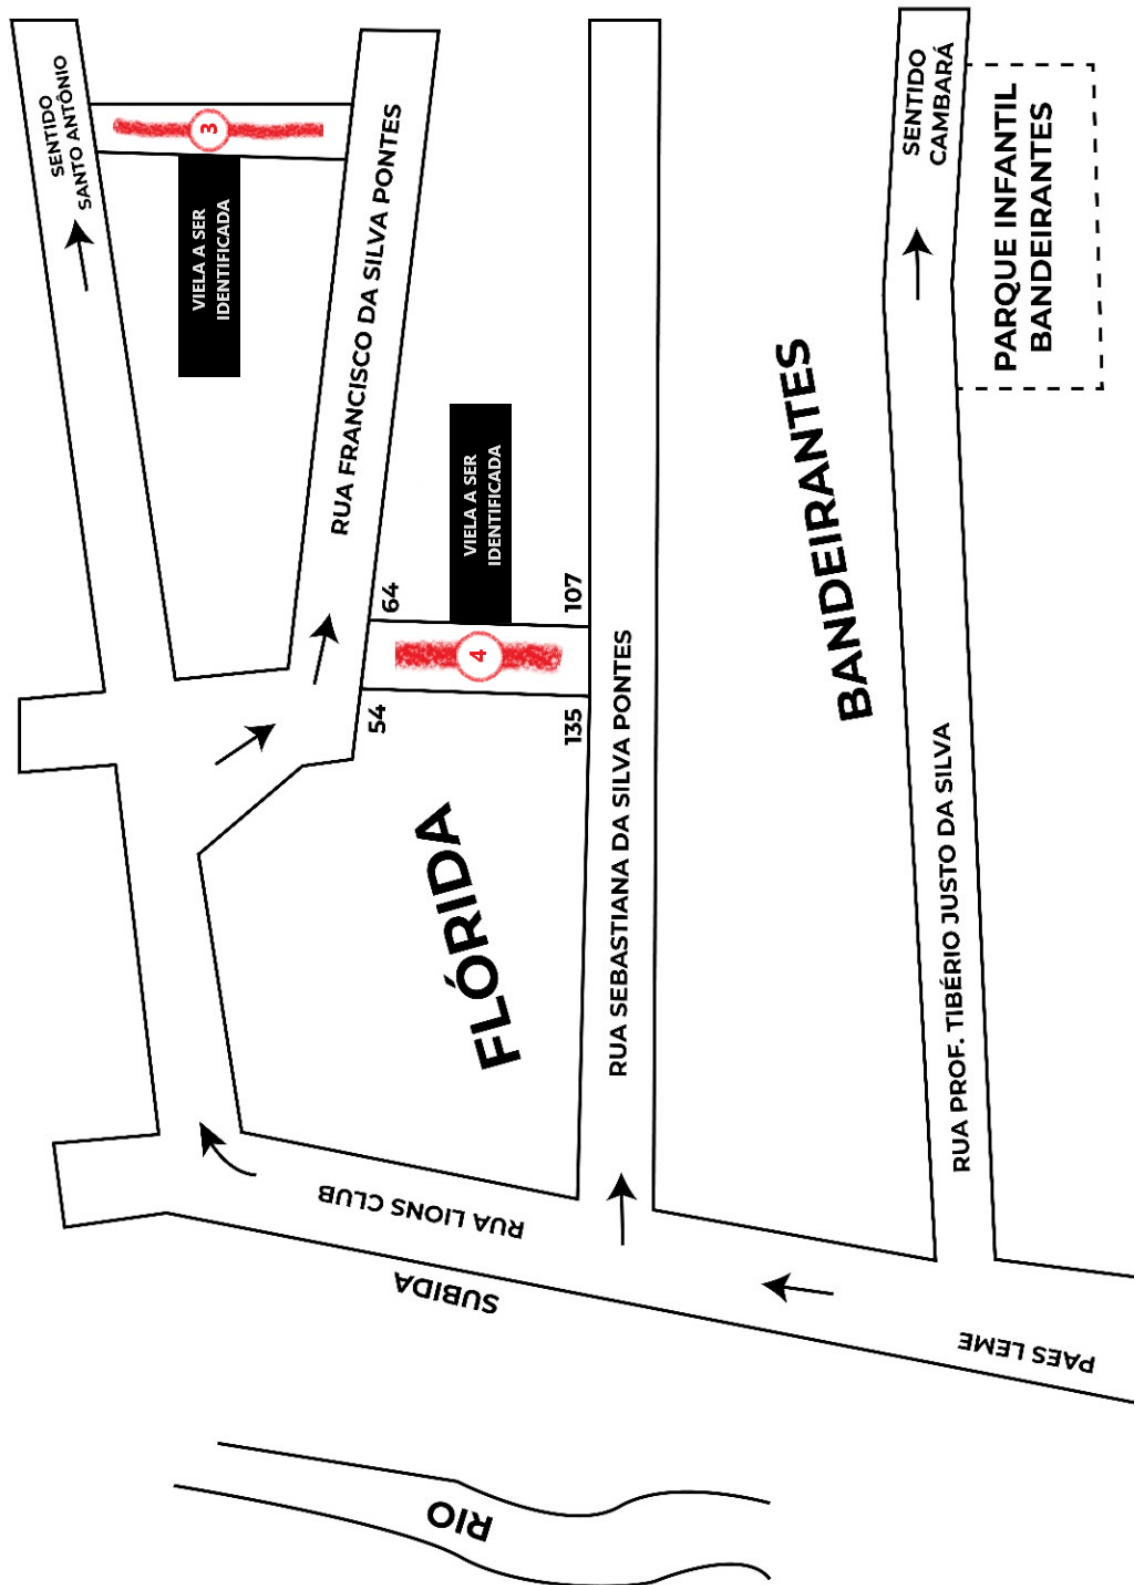 SENTIDO
SANTO ANTÔNIO
3
VIELA A SER
IDENTIFICADA
RUA FRANCISCO DA SILVA PONTES
SENTIDO
CAMBARÁ
PARQUE INFANTIL
BANDEIRANTES
VIELA A SER
IDENTIFICADA
64
107
4
54
135
BANDEIRANTES
FLÓRIDA
RUA SEBASTIANA DA SILVA PONTES
RUA PROF. TIBÉRIO JUSTO DA SILVA
RUA LIONS CLUB
SUBIDA
PAES LEME
RIO